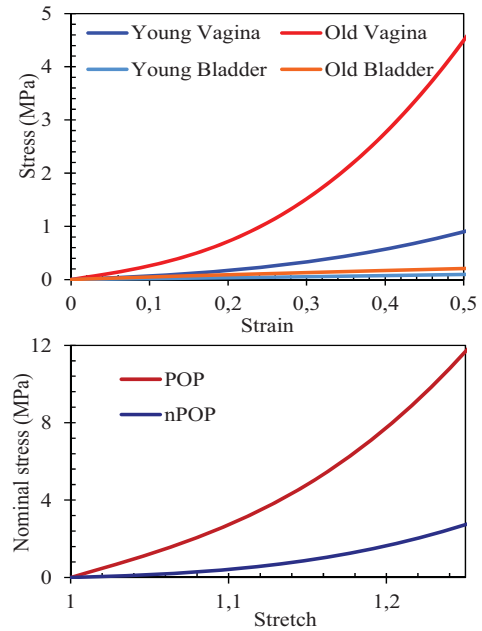 5
Young Vagina
Old Vagina
Young Bladder
Old Bladder
4
3
2
1
0
Stress (MPa)
0
0,1
0,2
0,3
0,4
0,5
Strain
12
POP
nPOP
8
4
0
Nominal stress (MPa)
1
1,1
1,2
Stretch